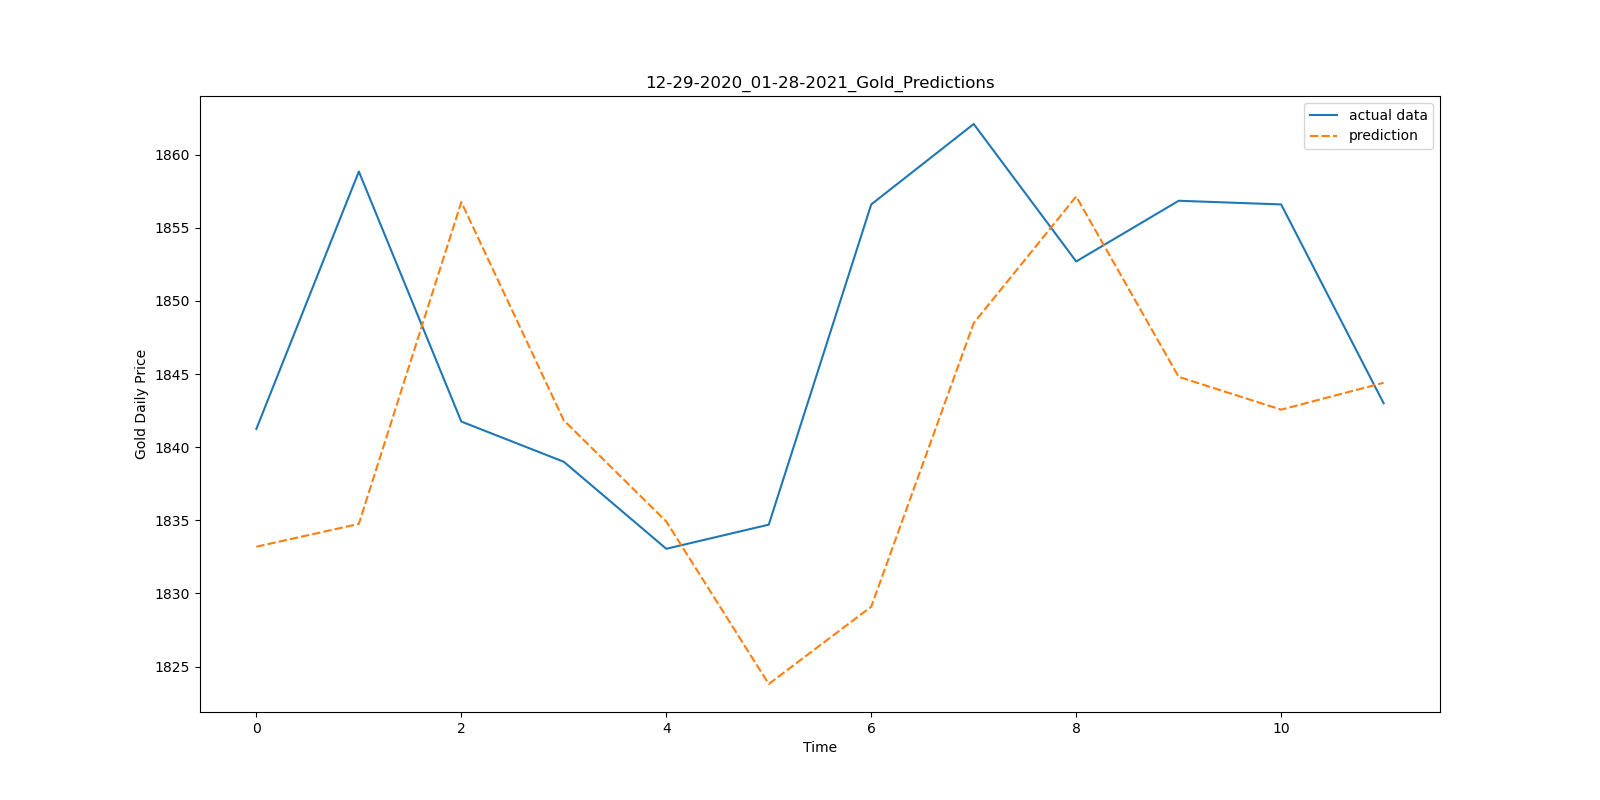 12-29-2020_01-28-2021_Gold_Predictions
actual data
prediction
Gold Daily Price
1860
1855
1850
1845
1840
1835
1830
1825
0 2 4 6 8 10
Time